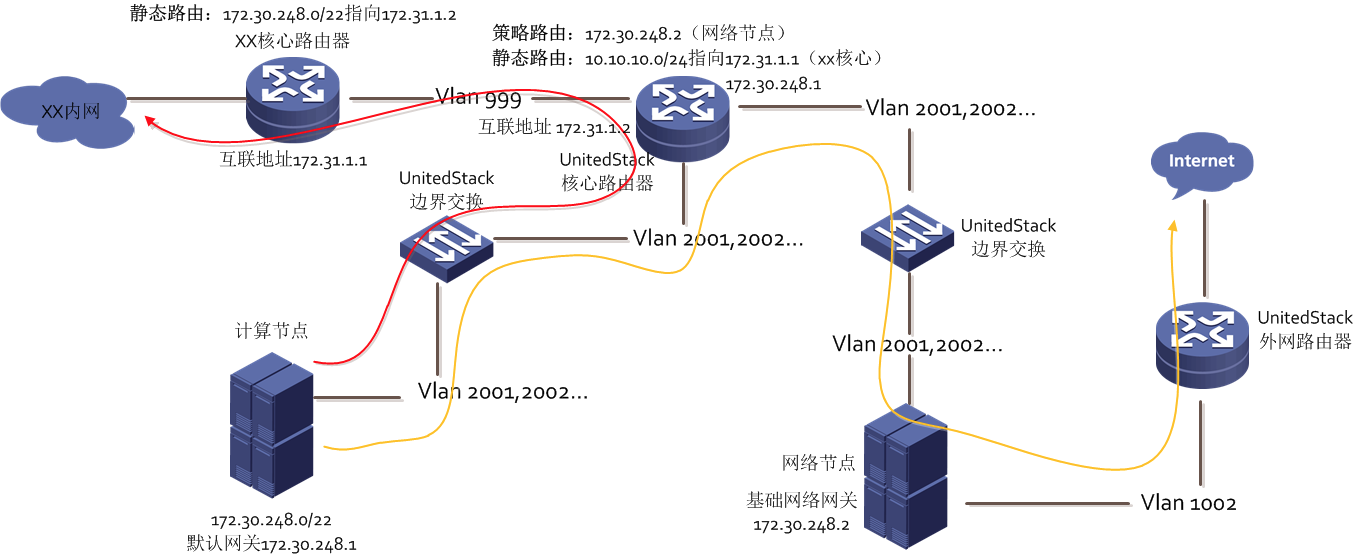 静态路由：172.30.248.0/22指向172.31.1.2
XX核心路由器
策略路由：172.30.248.2（网络节点）
静态路由：10.10.10.0/24指向172.31.1.1（xx核心）
172.30.248.1
XX内网
Vlan 999
Vlan 2001,2002...
互联地址 172.31.1.2
互联地址172.31.1.1
UnitedStack
核心路由器
Internet
UnitedStack
边界交换
UnitedStack
边界交换
Vlan 2001,2002...
计算节点
UnitedStack
外网路由器
Vlan 2001,2002...
Vlan 2001,2002...
网络节点
基础网络网关
172.30.248.2
Vlan 1002
172.30.248.0/22
默认网关172.30.248.1